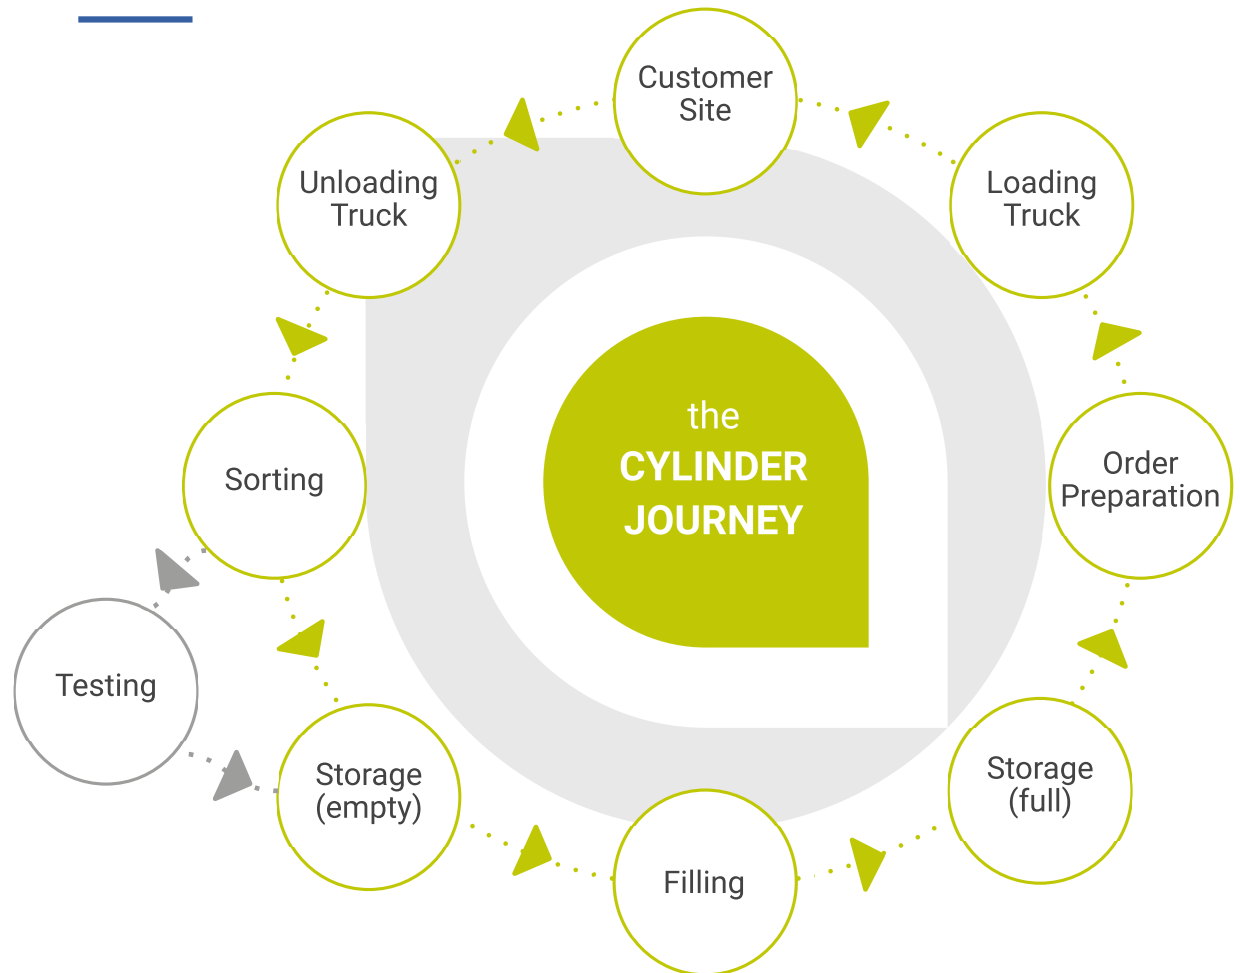 Customer
Site
Unloading
Truck
Loading
Truck
the
CYLINDER
JOURNEY
Sorting
Order
Preparation
Testing
Storage
(empty)
Storage
(full)
Filling